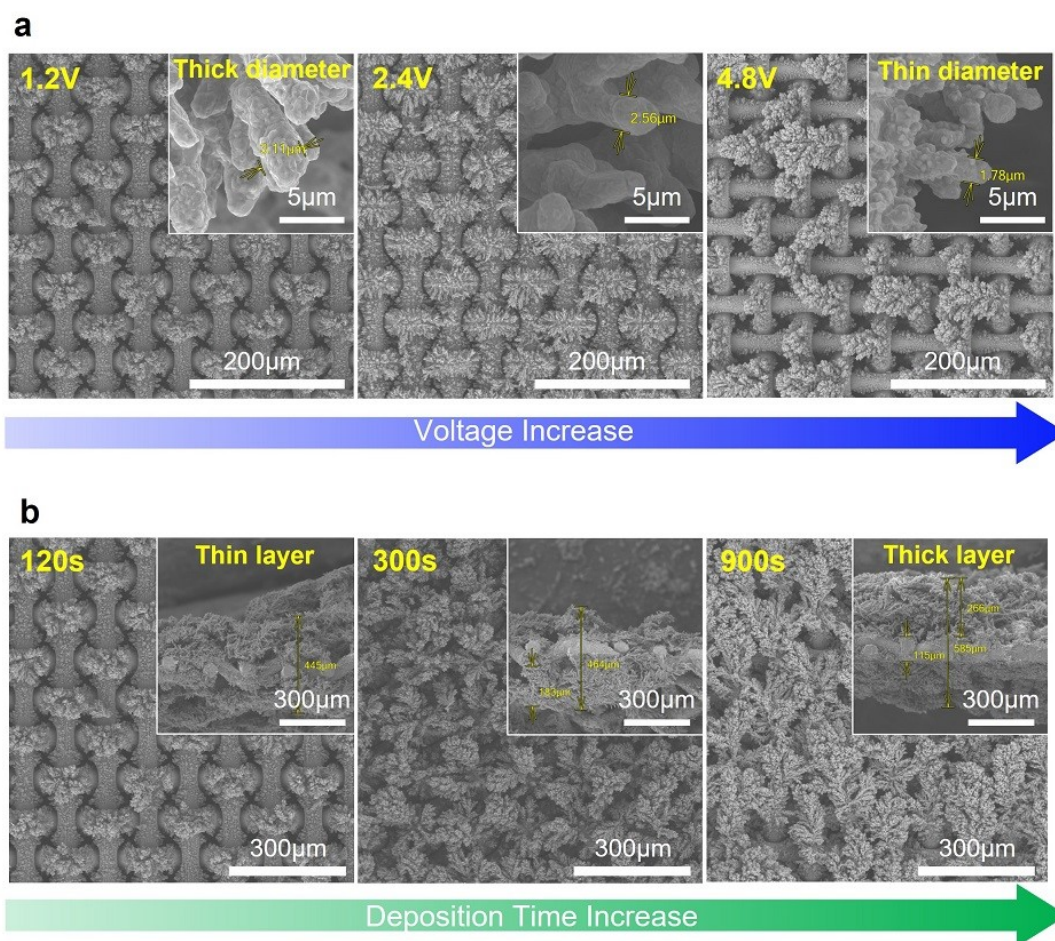 a
1.2V
Thick diameter
5μm
200μm
2.4V
2.56μm
5μm
200μm
4.8V
Thin diameter
1.78μm
5μm
200μm
Voltage Increase
b
120s
Thin layer
445μm
300μm
300μm
300s
464μm
183μm
300μm
300μm
900s
Thick layer
266μm
115μm
585μm
300μm
300μm
Deposition Time Increase